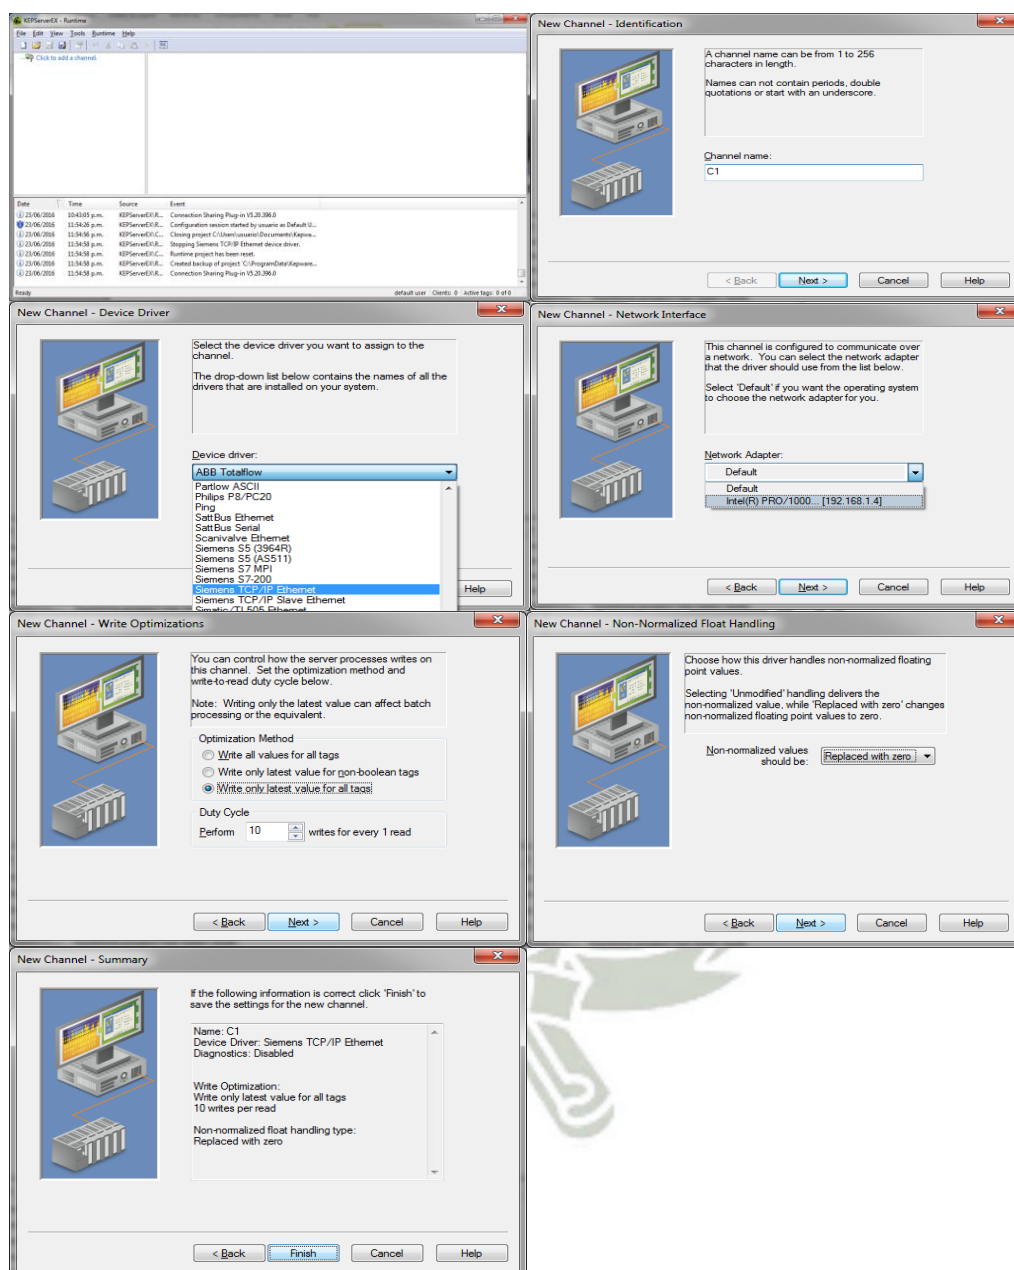 KEPServerEX - Runtime
File Edit View Tools Runtime Help
Click to add a channel.
Date Time Source Event
23/06/2016 10:43:05 p.m. KEPServerEX\R... Connection Sharing Plug-in V5.20.396.0
23/06/2016 11:54:26 p.m. KEPServerEX\R... Configuration session started by usuario as Default U...
23/06/2016 11:54:56 p.m. KEPServerEX\C... Closing project C:\Users\usuario\Documents\Kepwa...
23/06/2016 11:54:58 p.m. KEPServerEX\R... Stopping Siemens TCP/IP Ethernet device driver.
23/06/2016 11:54:58 p.m. KEPServerEX\R... Runtime project has been reset.
23/06/2016 11:54:58 p.m. KEPServerEX\C... Created backup of project 'C:\ProgramData\Kepware...
23/06/2016 11:54:58 p.m. KEPServerEX\R... Connection Sharing Plug-in V5.20.396.0
Ready default user Clients: 0 Active tags: 0 of 0
New Channel - Identification
A channel name can be from 1 to 256
characters in length.
Names can not contain periods, double
quotations or start with an underscore.
Channel name:
C1
< Back Next > Cancel Help
New Channel - Device Driver
Select the device driver you want to assign to the
channel.
The drop-down list below contains the names of all the
drivers that are installed on your system.
Device driver:
ABB Totalflow
Partlow ASCII
Philips P8/PC20
Ping
SattBus Ethernet
SattBus Serial
Scanivalve Ethernet
Siemens S5 (3964R)
Siemens S5 (AS511)
Siemens S7 MPI
Siemens S7-200
Siemens TCP/IP Ethernet
Siemens TCP/IP Slave Ethernet
Simatic/TI 505 Ethernet
Help
New Channel - Network Interface
This channel is configured to communicate over
a network. You can select the network adapter
that the driver should use from the list below.
Select 'Default' if you want the operating system
to choose the network adapter for you.
Network Adapter:
Default
Default
Intel(R) PRO/1000... [192.168.1.4]
< Back Next > Cancel Help
New Channel - Write Optimizations
You can control how the server processes writes on
this channel. Set the optimization method and
write-to-read duty cycle below.
Note: Writing only the latest value can affect batch
processing or the equivalent.
Optimization Method
Write all values for all tags
Write only latest value for non-boolean tags
Write only latest value for all tags
Duty Cycle
Perform 10 writes for every 1 read
< Back Next > Cancel Help
New Channel - Non-Normalized Float Handling
Choose how this driver handles non-normalized floating
point values.
Selecting 'Unmodified' handling delivers the
non-normalized value, while 'Replaced with zero' changes
non-normalized floating point values to zero.
Non-normalized values
should be: Replaced with zero
< Back Next > Cancel Help
New Channel - Summary
If the following information is correct click 'Finish' to
save the settings for the new channel.
Name: C1
Device Driver: Siemens TCP/IP Ethernet
Diagnostics: Disabled
Write Optimization:
Write only latest value for all tags
10 writes per read
Non-normalized float handling type:
Replaced with zero
< Back Finish Cancel Help